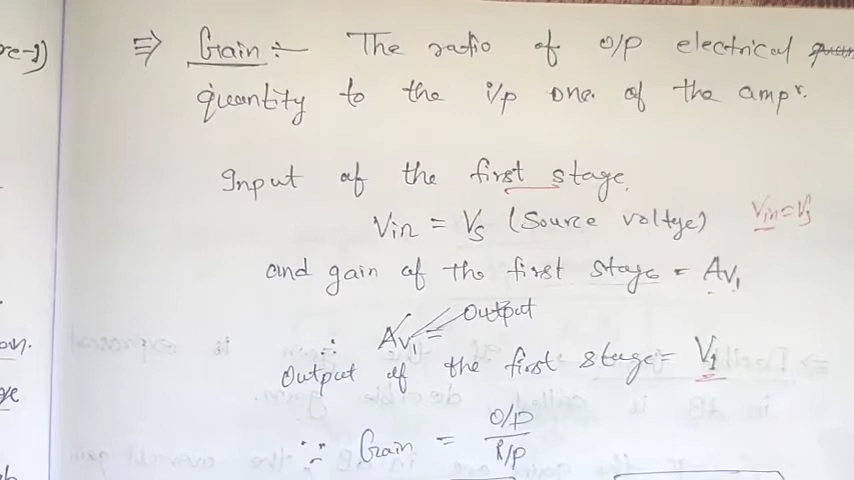 ⇒ Gain :- The ratio of o/p electrical
quantity to the i/p one of the ampr.
Input of the first stage.
Vin = Vs (Source voltge) Vin = Vs
and gain of the first stage = Av1
∴ Av1 = Output
Output of the first stage = V1
∵ Gain = O/P / I/P